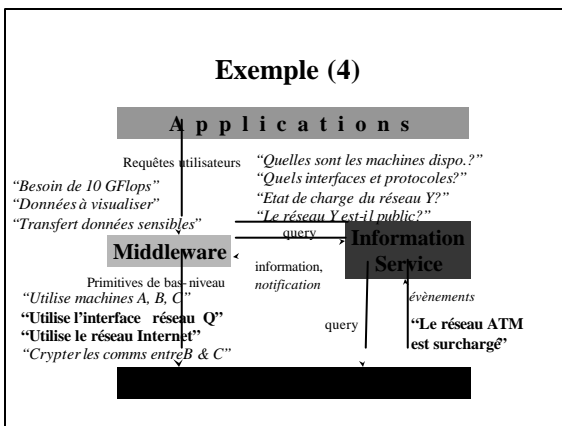 Exemple (4)
Applications
Requêtes utilisateurs
“Besoin de 10 GFlops”
“Données à visualiser”
“Transfert données sensibles”
“Quelles sont les machines dispo.?”
“Quels interfaces et protocoles?”
“Etat de charge du réseau Y?”
“Le réseau Y est-il public?”
query
Middleware
Information
Service
information,
notification
Primitives de bas-niveau
“Utilise machines A, B, C”
“Utilise l’interface réseau Q”
“Utilise le réseau Internet”
“Crypter les comms entre B & C”
query
évènements
“Le réseau ATM
est surchargé”